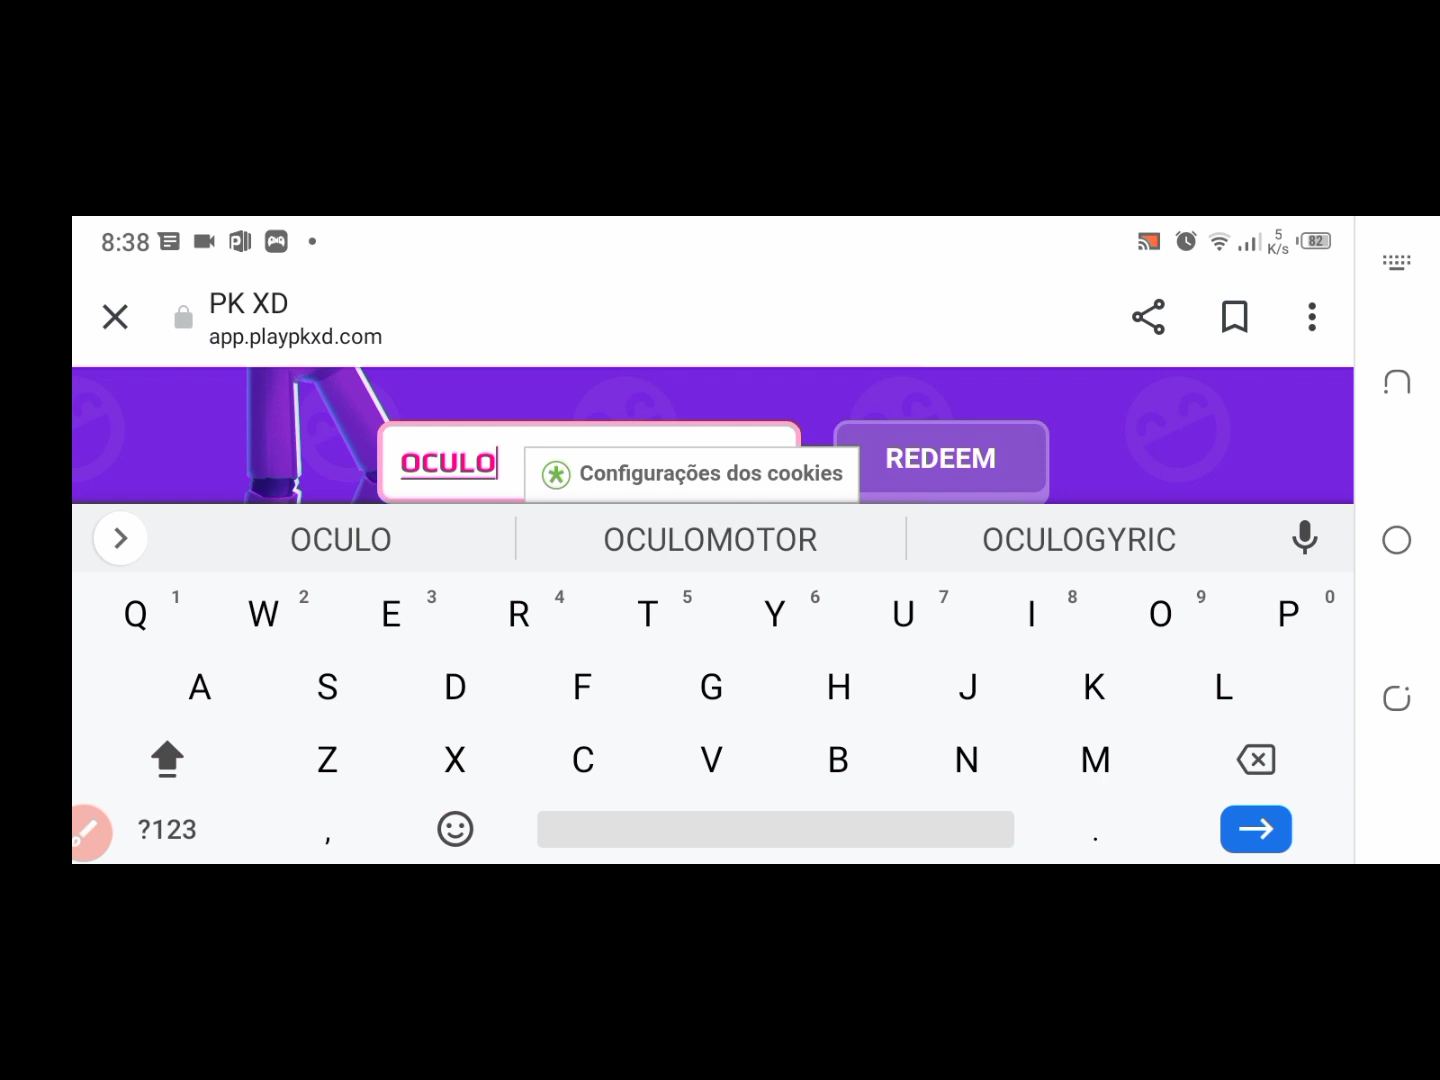 8:38
5
K/s
82
PK XD
app.playpkxd.com
OCULO
REDEEM
Configurações dos cookies
OCULO
OCULOMOTOR
OCULOGYRIC
Q 1 W 2 E 3 R 4 T 5 Y 6 U 7 I 8 O 9 P 0
A S D F G H J K L
Z X C V B N M
?123 , .